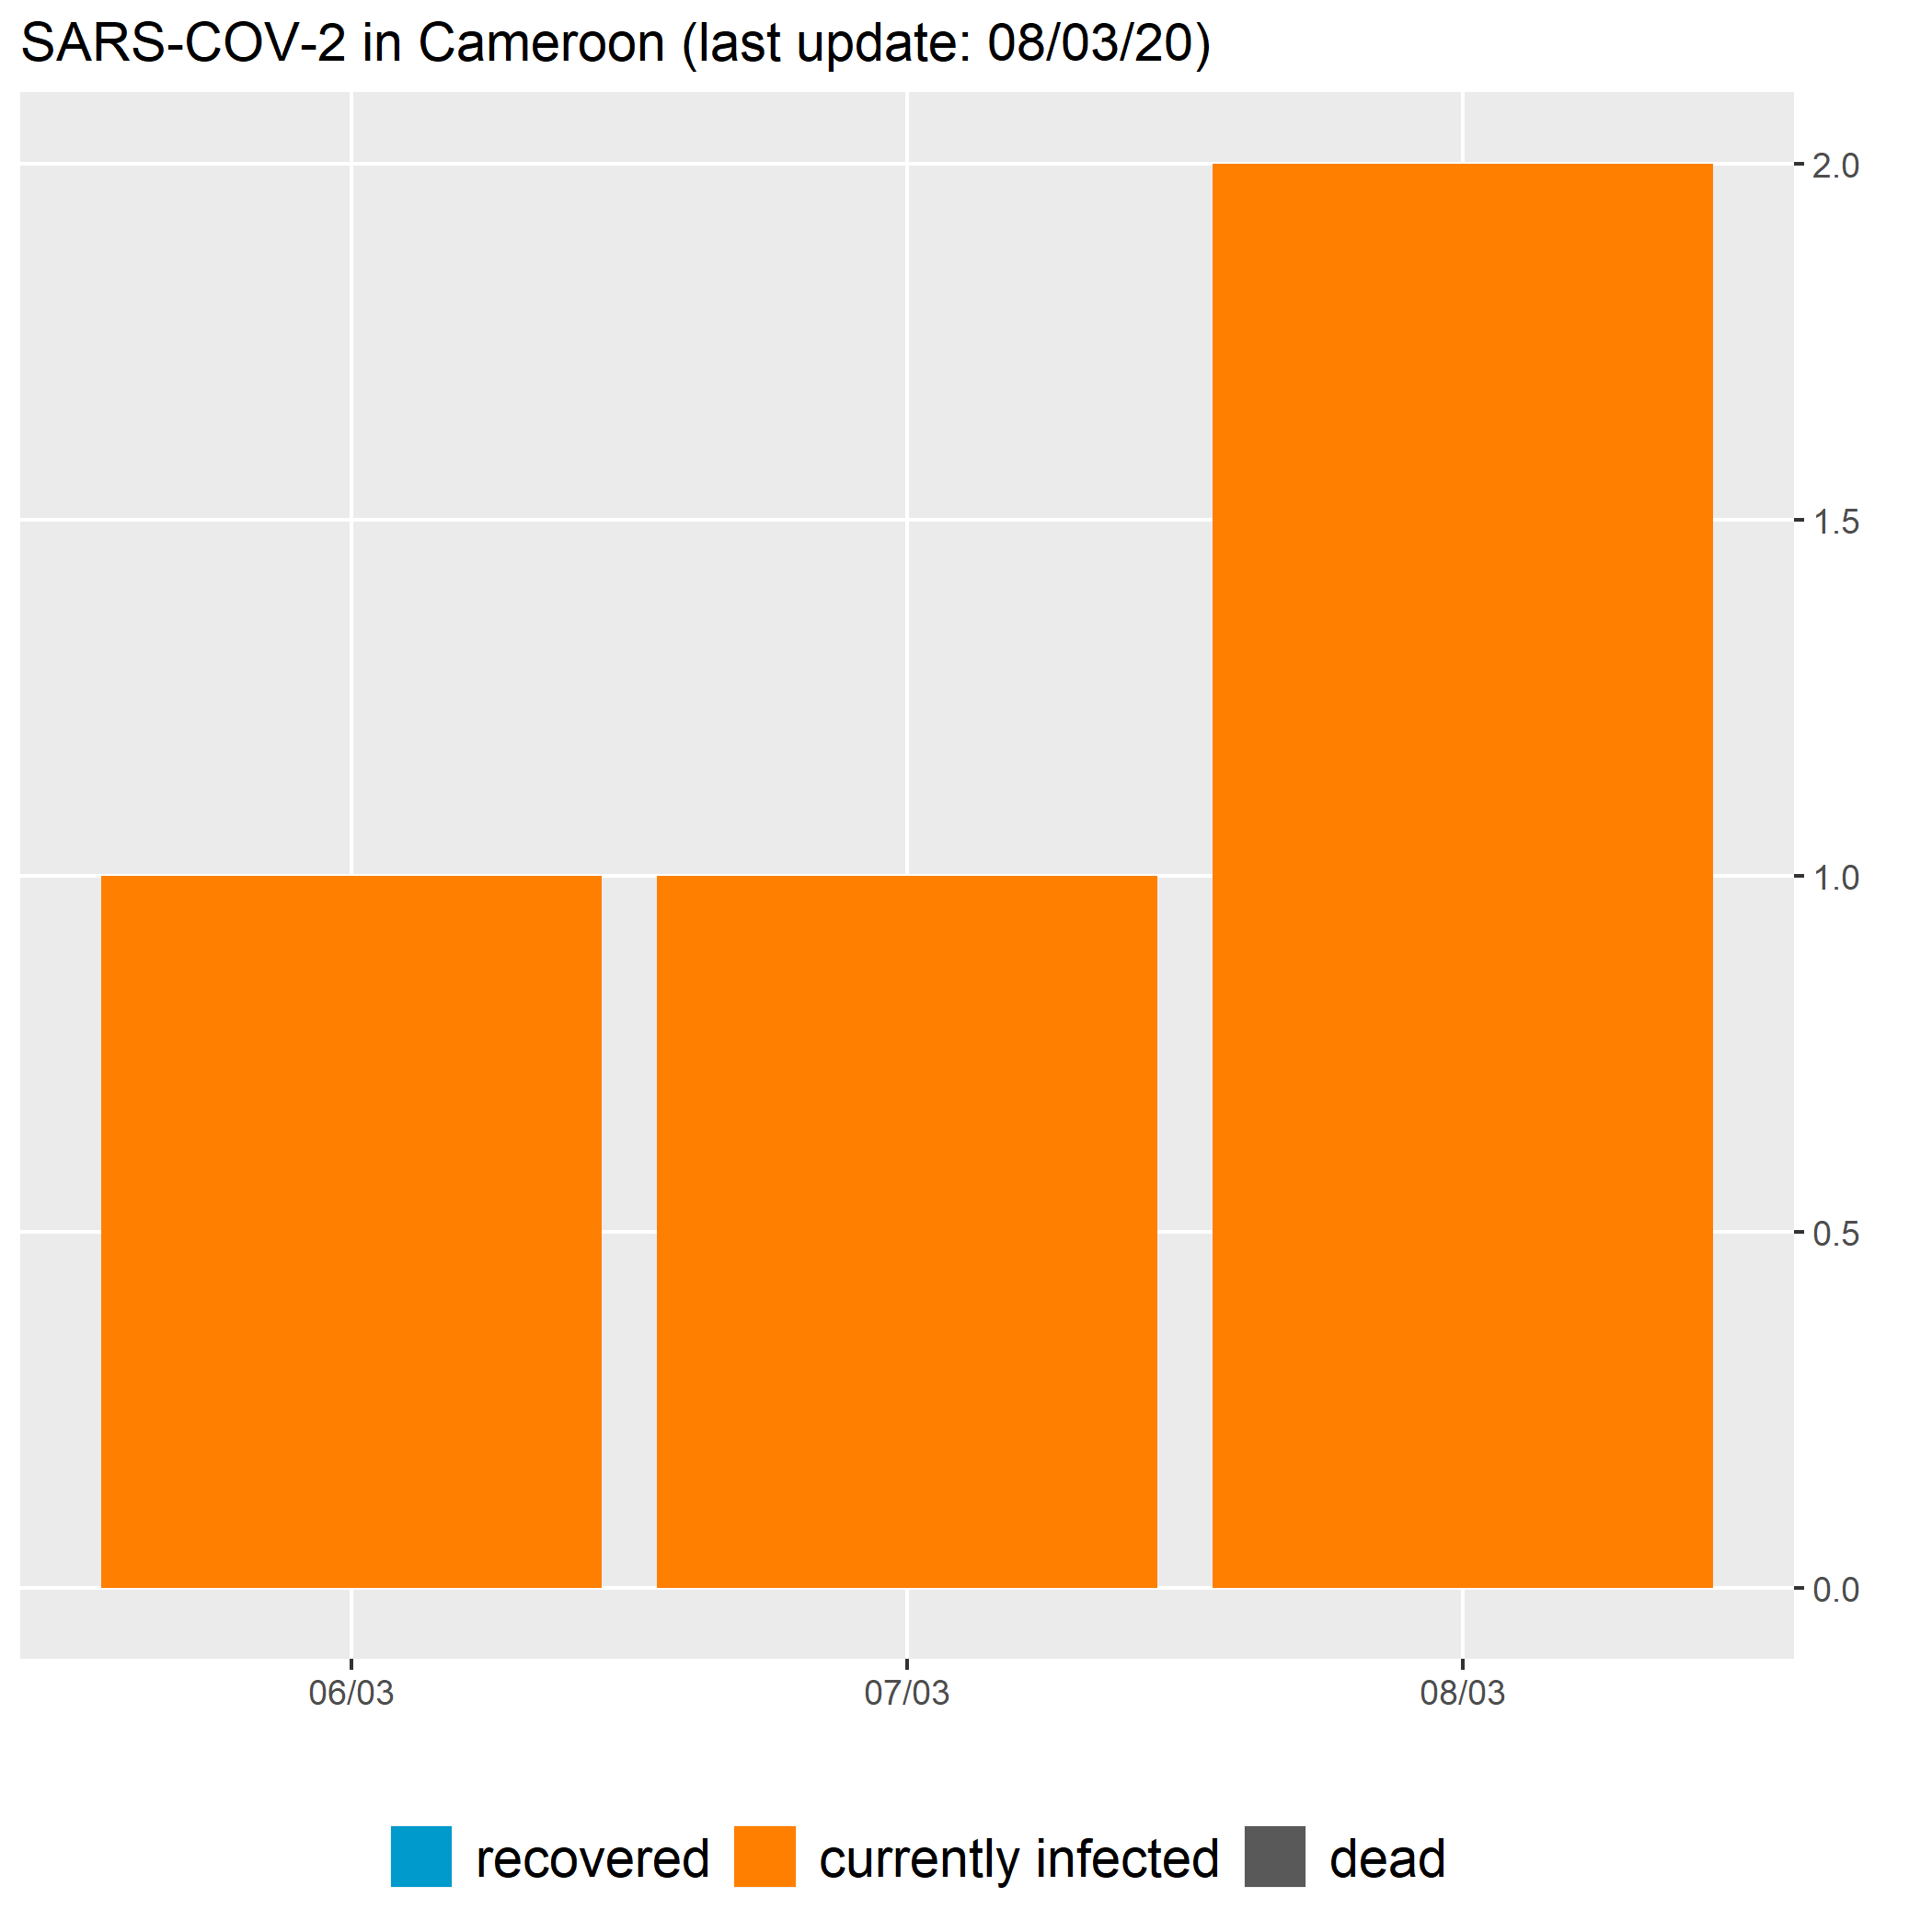 SARS-COV-2 in Cameroon (last update: 08/03/20)
2.0
1.5
1.0
0.5
0.0
06/03 07/03 08/03
recovered currently infected dead